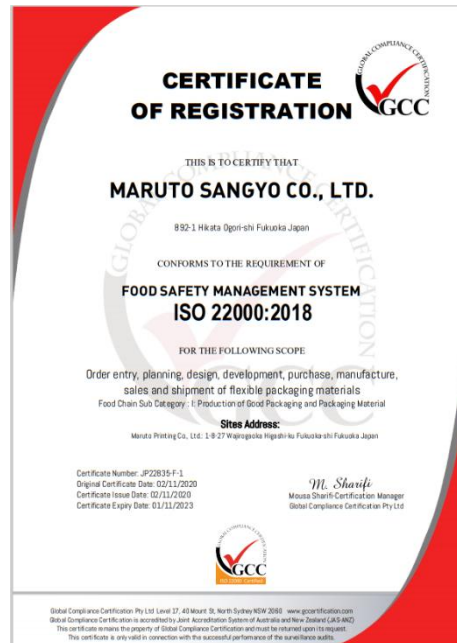 CERTIFICATE
OF REGISTRATION
GLOBAL COMPLIANCE CERTIFICATION
GCC
THIS IS TO CERTIFY THAT
MARUTO SANGYO CO., LTD.
892-1 Hikata Ogori-shi Fukuoka Japan
CONFORMS TO THE REQUIREMENT OF
FOOD SAFETY MANAGEMENT SYSTEM
ISO 22000:2018
FOR THE FOLLOWING SCOPE
Order entry, planning, design, development, purchase, manufacture,
sales and shipment of flexible packaging materials
Food Chain Sub Category : I: Production of Good Packaging and Packaging Material
Sites Address:
Maruto Printing Co., Ltd.: 1-8-27 Wajirogaoka Higashi-ku Fukuoka-shi Fukuoka Japan
Certificate Number: JP22B35-F-1
Original Certificate Date: 02/11/2020
Certificate Issue Date: 02/11/2020
Certificate Expiry Date: 01/11/2023
M. Sharifi
Mousa Sharifi-Certification Manager
Global Compliance Certification Pty Ltd
GCC
Global Compliance Certification Pty Ltd Level 17, 40 Mount St, North Sydney NSW 2060 www.gccertification.com
Global Compliance Certification is accredited by Joint Accreditation System of Australia and New Zealand (JAS-ANZ)
This certificate remains the property of Global Compliance Certification and must be returned upon its request.
This certificate is only valid in connection with the successful performance of the surveillance audits.